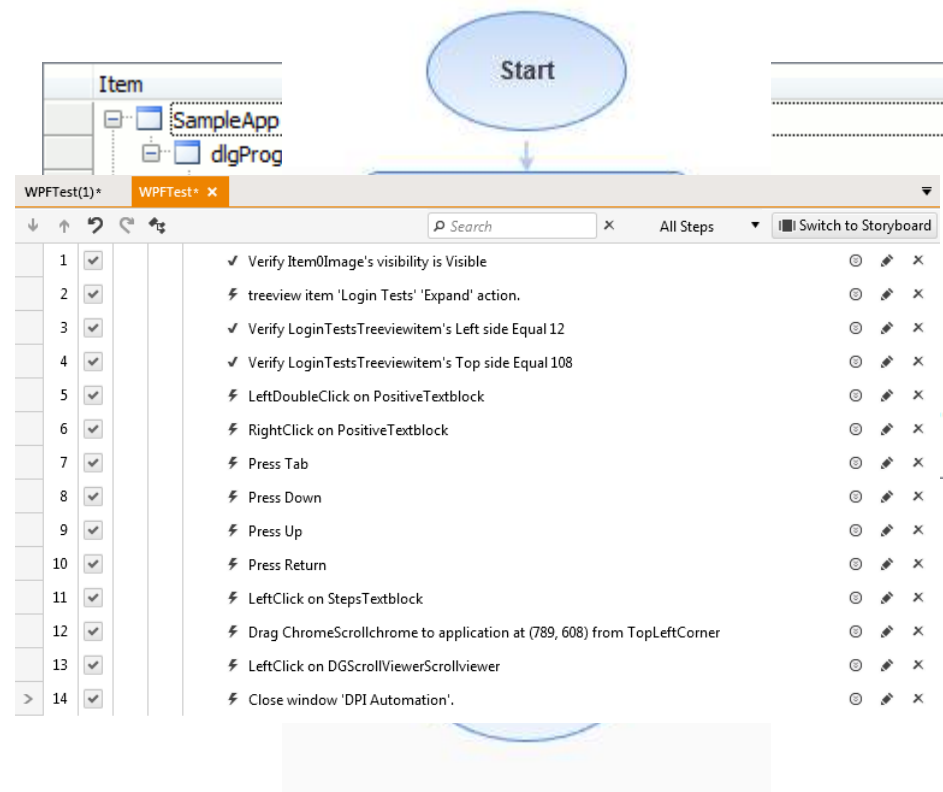 Start
Item
SampleApp
dlgProg
WPFTest(1)* WPFTest* ×
Search × All Steps Switch to Storyboard
1 Verify Item0Image's visibility is Visible
2 treeview item 'Login Tests' 'Expand' action.
3 Verify LoginTestsTreeviewitem's Left side Equal 12
4 Verify LoginTestsTreeviewitem's Top side Equal 108
5 LeftDoubleClick on PositiveTextblock
6 RightClick on PositiveTextblock
7 Press Tab
8 Press Down
9 Press Up
10 Press Return
11 LeftClick on StepsTextblock
12 Drag ChromeScrollchrome to application at (789, 608) from TopLeftCorner
13 LeftClick on DGScrollViewerScrollviewer
14 Close window 'DPI Automation'.